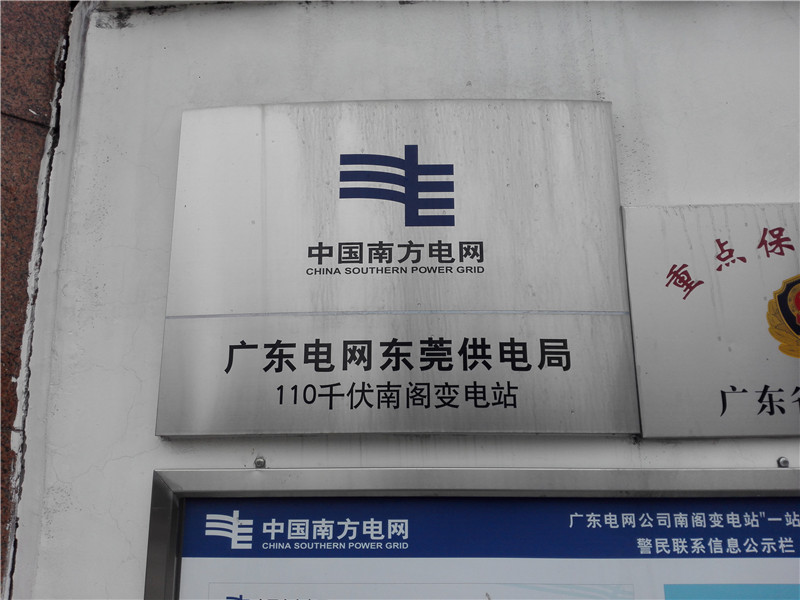 中国南方电网
CHINA SOUTHERN POWER GRID
广东电网东莞供电局
110千伏南阁变电站
重点保
广东省
中国南方电网
CHINA SOUTHERN POWER GRID
广东电网公司南阁变电站"一站
警民联系信息公示栏